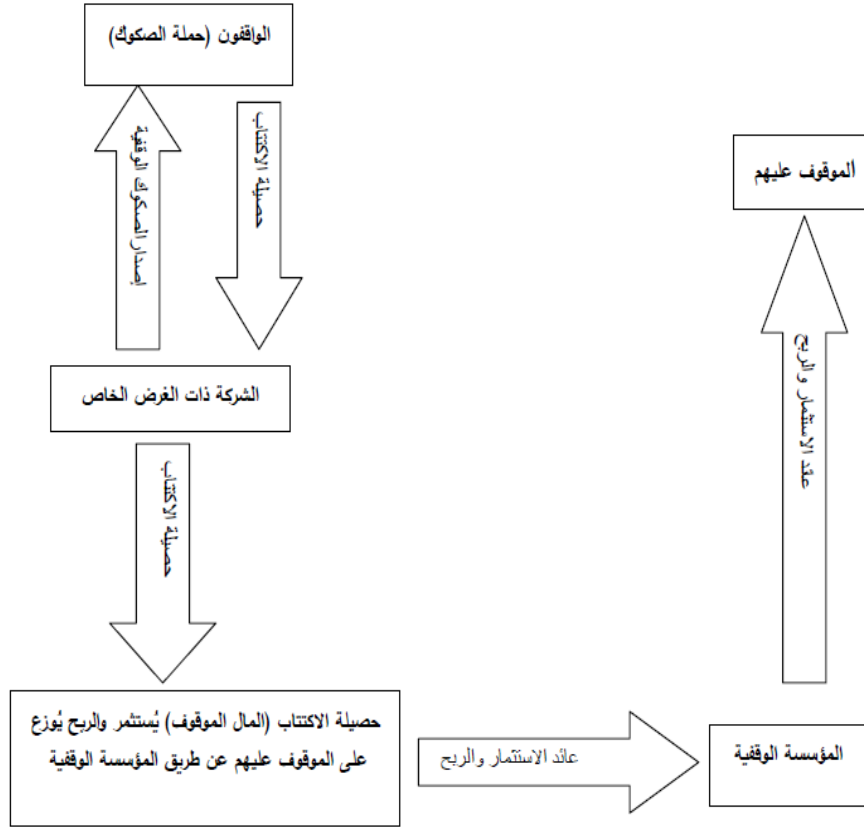 الواقفون (حملة الصكوك)
إصدار الصكوك الوقفية
حصيلة الاكتتاب
ألموقوف عليهم
الشركة ذات الغرض الخاص
حصيلة الاكتتاب
عائد الاستثمار والربح
حصيلة الاكتتاب (المال الموقوف) يُستثمر والربح يُوزع
على الموقوف عليهم عن طريق المؤسسة الوقفية
عائد الاستثمار والربح
المؤسسة الوقفية